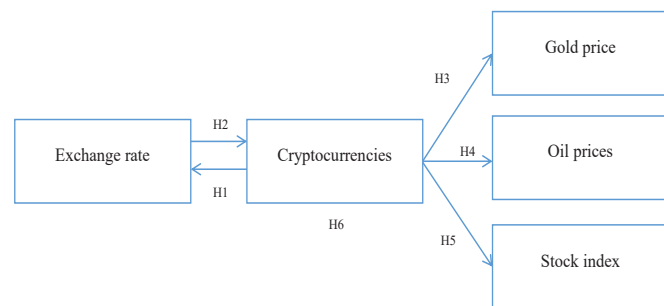 Gold price
H3
H2
Exchange rate
Cryptocurrencies
H4
Oil prices
H1
H6
H5
Stock index